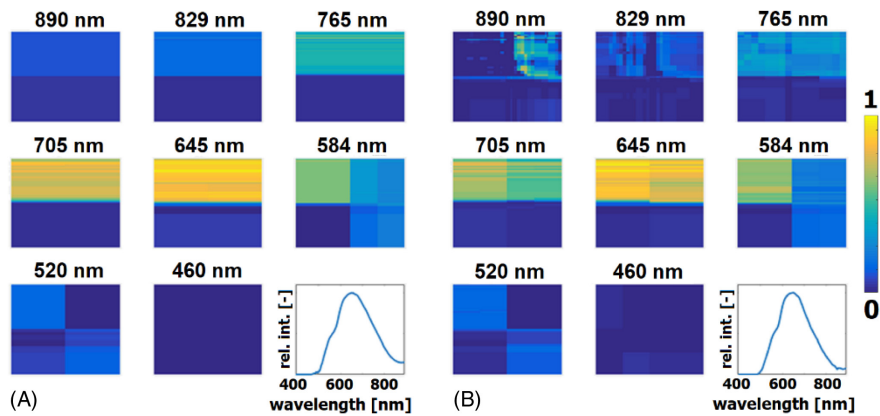 890 nm 829 nm 765 nm
705 nm 645 nm 584 nm
520 nm 460 nm
rel. int. [-]
400 600 800
wavelength [nm]
(A)
890 nm 829 nm 765 nm
705 nm 645 nm 584 nm
520 nm 460 nm
rel. int. [-]
400 600 800
wavelength [nm]
(B)
1
0